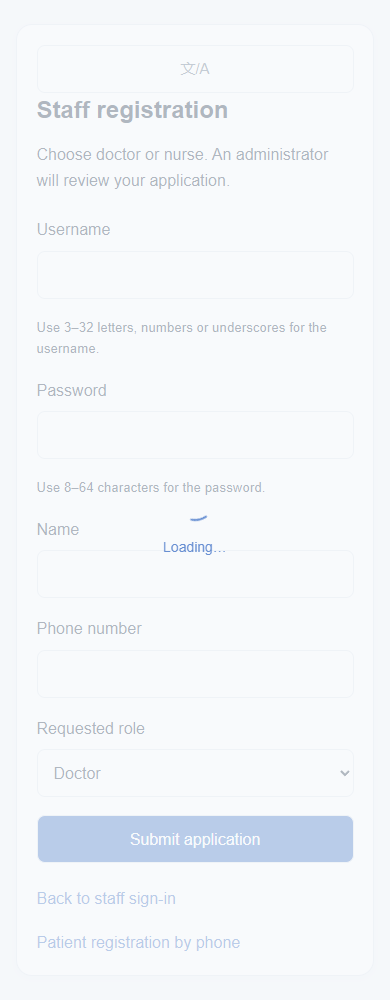 文/A
Staff registration
Choose doctor or nurse. An administrator
will review your application.
Username
Use 3–32 letters, numbers or underscores for the
username.
Password
Use 8–64 characters for the password.
Name
Loading…
Phone number
Requested role
Doctor
Submit application
Back to staff sign-in
Patient registration by phone